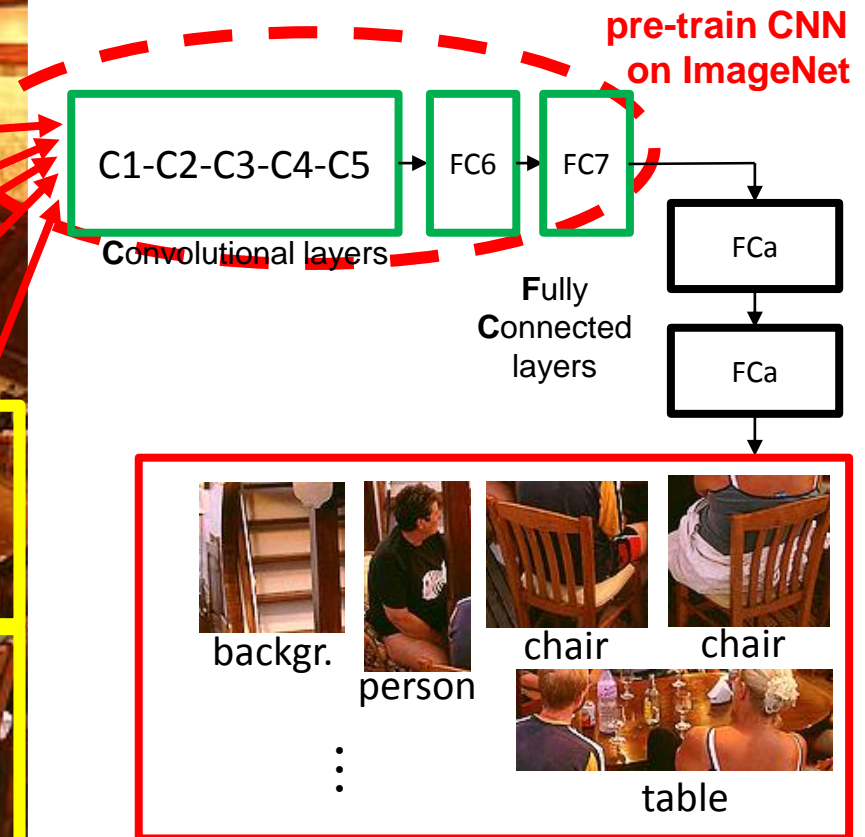 pre-train CNN
on ImageNet
C1-C2-C3-C4-C5
FC6
FC7
Convolutional layers
Fully
Connected
layers
FCa
FCa
backgr.
person
chair
chair
⋮
table